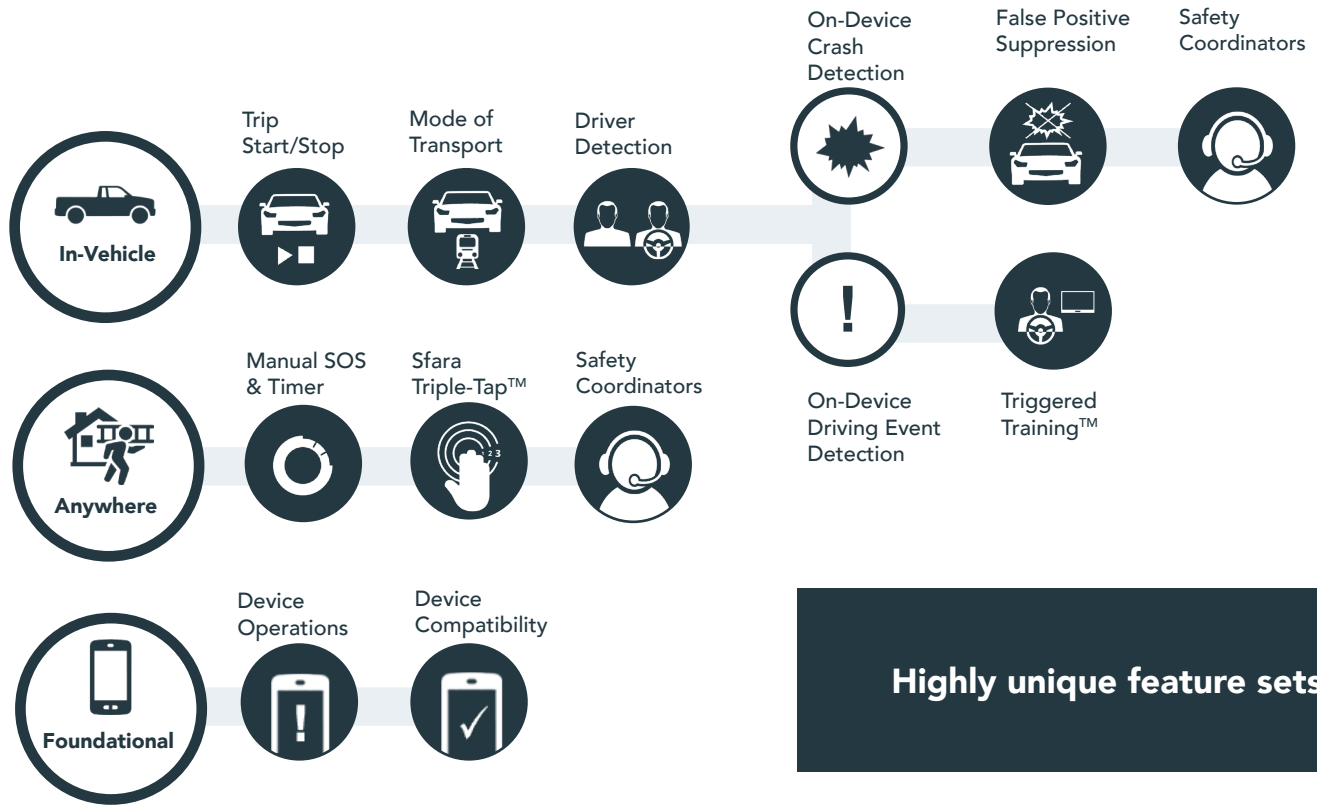 On-Device
Crash
Detection
False Positive
Suppression
Safety
Coordinators
Trip
Start/Stop
Mode of
Transport
Driver
Detection
In-Vehicle
!
On-Device
Driving Event
Detection
Triggered
Training™
Manual SOS
& Timer
Sfara
Triple-Tap™
Safety
Coordinators
2 3
Anywhere
Device
Operations
Device
Compatibility
!
Foundational
Highly unique feature sets